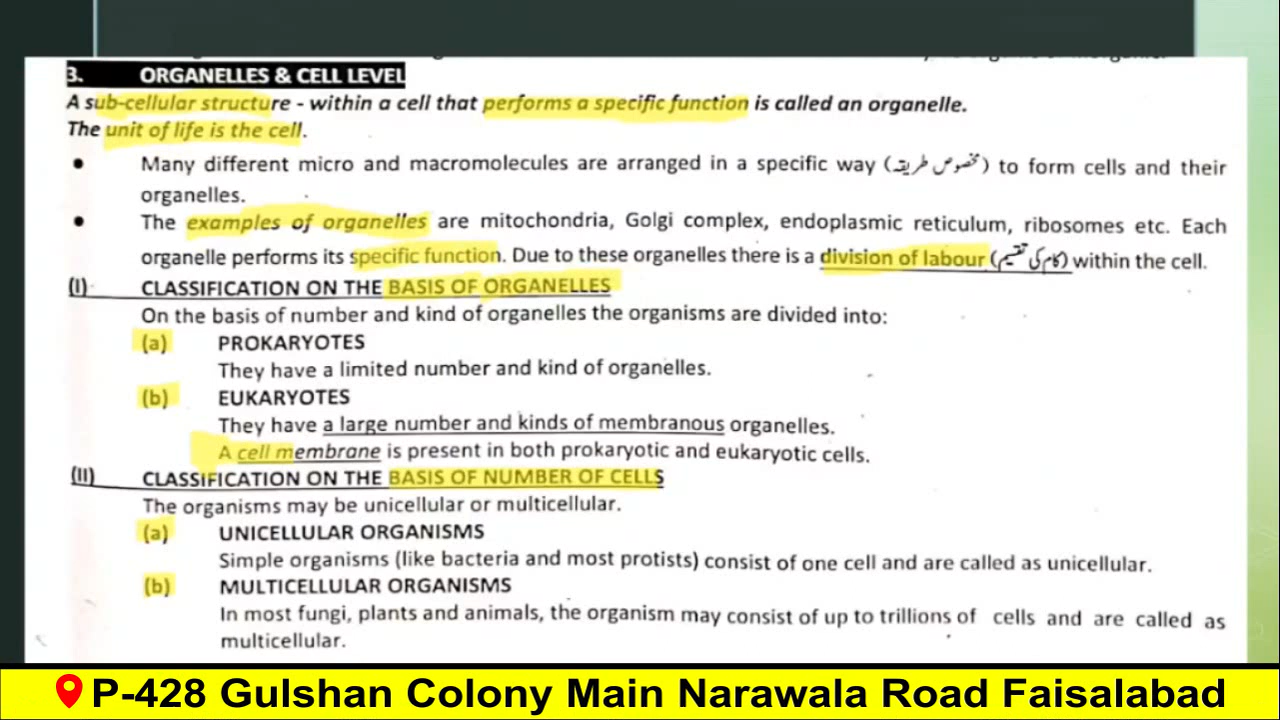 3. ORGANELLES & CELL LEVEL
A sub-cellular structure - within a cell that performs a specific function is called an organelle.
The unit of life is the cell.
• Many different micro and macromolecules are arranged in a specific way (مخصوص طریقہ) to form cells and their
organelles.
• The examples of organelles are mitochondria, Golgi complex, endoplasmic reticulum, ribosomes etc. Each
organelle performs its specific function. Due to these organelles there is a division of labour (کام کی تقسیم) within the cell.
(I) CLASSIFICATION ON THE BASIS OF ORGANELLES
On the basis of number and kind of organelles the organisms are divided into:
(a) PROKARYOTES
They have a limited number and kind of organelles.
(b) EUKARYOTES
They have a large number and kinds of membranous organelles.
A cell membrane is present in both prokaryotic and eukaryotic cells.
(II) CLASSIFICATION ON THE BASIS OF NUMBER OF CELLS
The organisms may be unicellular or multicellular.
(a) UNICELLULAR ORGANISMS
Simple organisms (like bacteria and most protists) consist of one cell and are called as unicellular.
(b) MULTICELLULAR ORGANISMS
In most fungi, plants and animals, the organism may consist of up to trillions of cells and are called as
multicellular.
P-428 Gulshan Colony Main Narawala Road Faisalabad